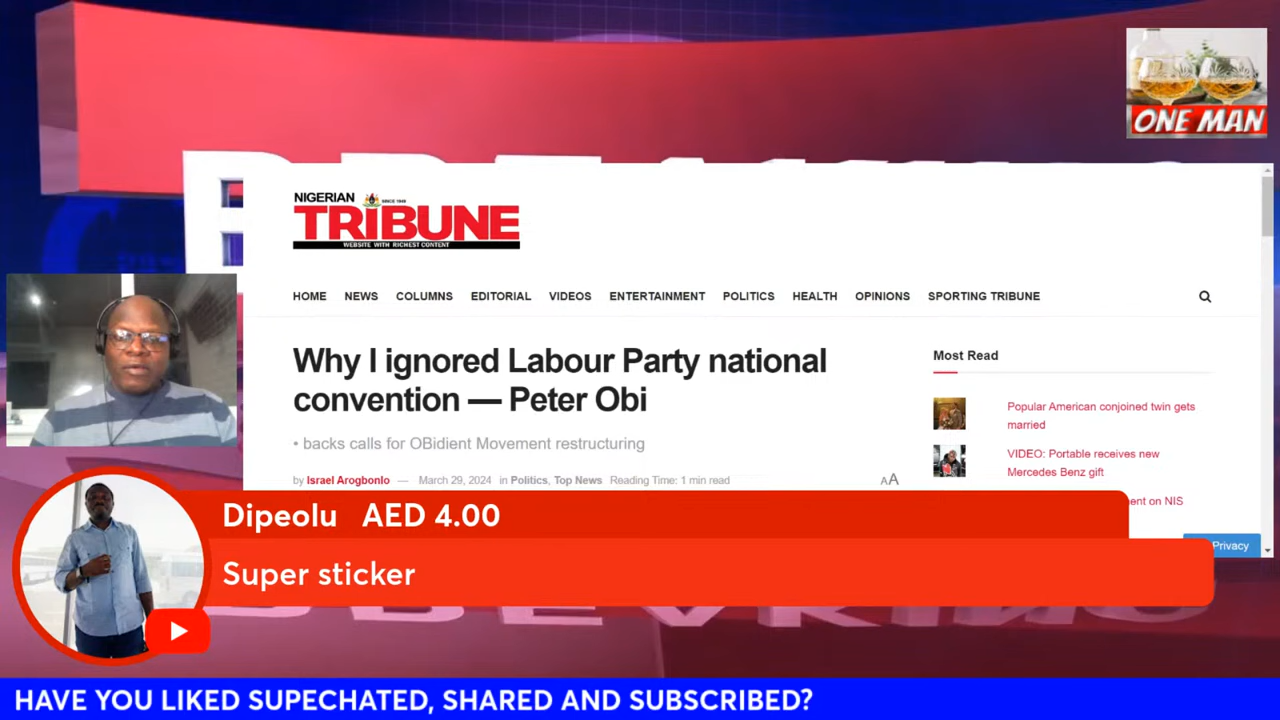 ONE MAN
NIGERIAN
SINCE 1949
TRIBUNE
WEBSITE WITH RICHEST CONTENT
HOME NEWS COLUMNS EDITORIAL VIDEOS ENTERTAINMENT POLITICS HEALTH OPINIONS SPORTING TRIBUNE
Why I ignored Labour Party national
convention — Peter Obi
• backs calls for OBidient Movement restructuring
by Israel Arogbonlo — March 29, 2024 in Politics, Top News Reading Time: 1 min read AA
Most Read
Popular American conjoined twin gets
married
VIDEO: Portable receives new
Mercedes Benz gift
on NIS
Privacy
Dipeolu AED 4.00
Super sticker
HAVE YOU LIKED SUPECHATED, SHARED AND SUBSCRIBED?